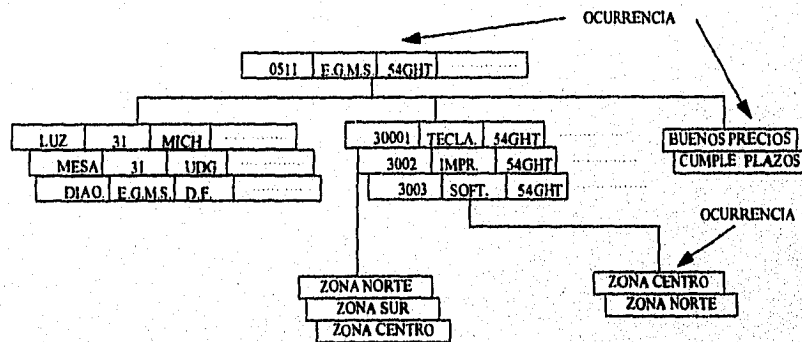 OCURRENCIA
0511 E.G.M.S. 54GHT
LUZ 31 MICH
MESA 31 UDG
DIAO. E.G.M.S. D.F.
30001 TECLA. 54GHT
3002 IMPR. 54GHT
3003 SOFT. 54GHT
BUENOS PRECIOS
CUMPLE PLAZOS
OCURRENCIA
ZONA NORTE
ZONA SUR
ZONA CENTRO
ZONA CENTRO
ZONA NORTE